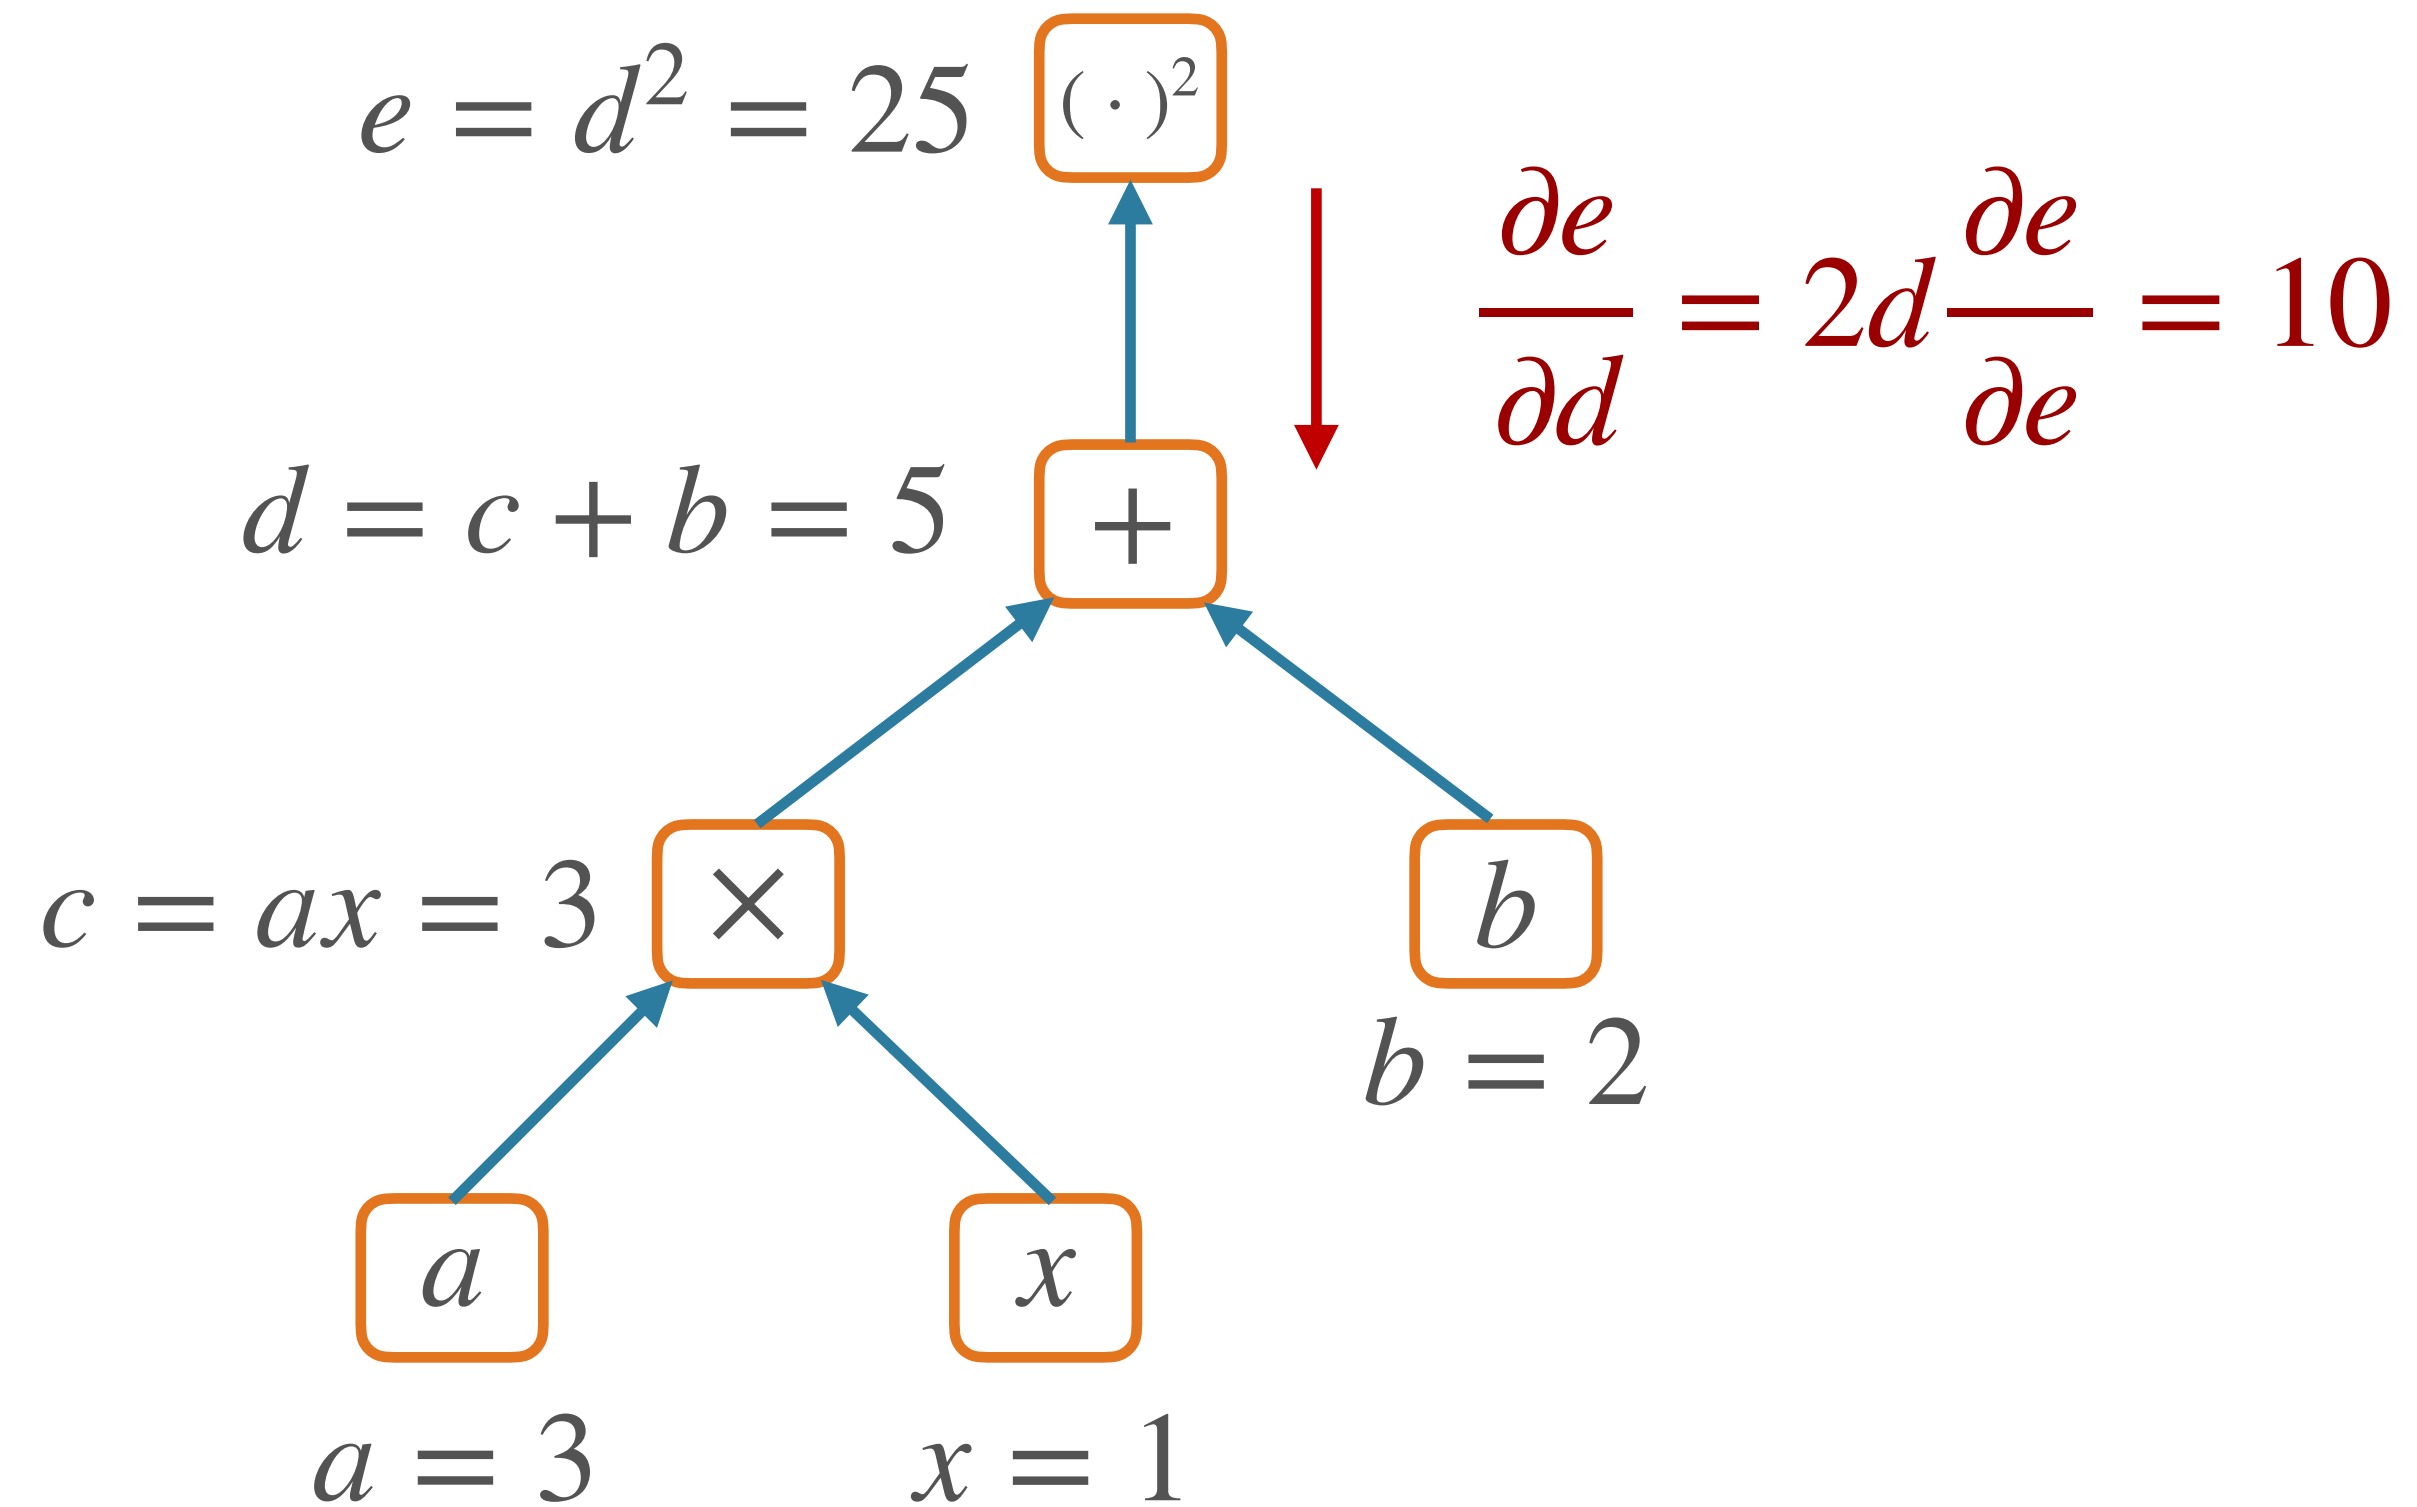 e = d² = 25
( · )²
∂e/∂d = 2d ∂e/∂e = 10
d = c + b = 5
+
c = ax = 3
×
b
b = 2
a
x
a = 3
x = 1